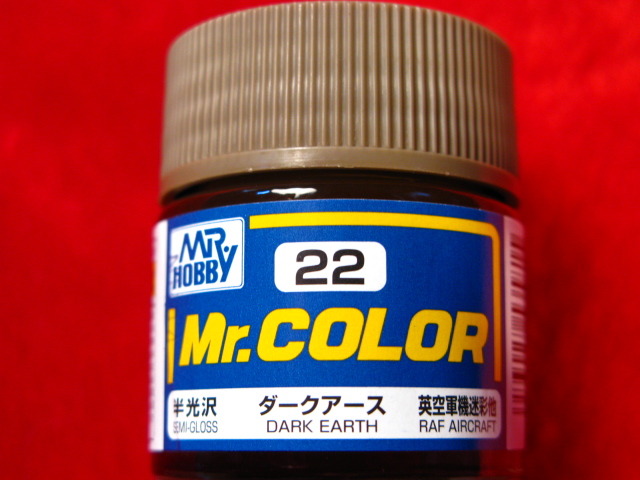 Mr.
HOBBY
22
Mr.COLOR
半光沢 ダークアース 英空軍機迷彩他
SEMI-GLOSS DARK EARTH RAF AIRCRAFT